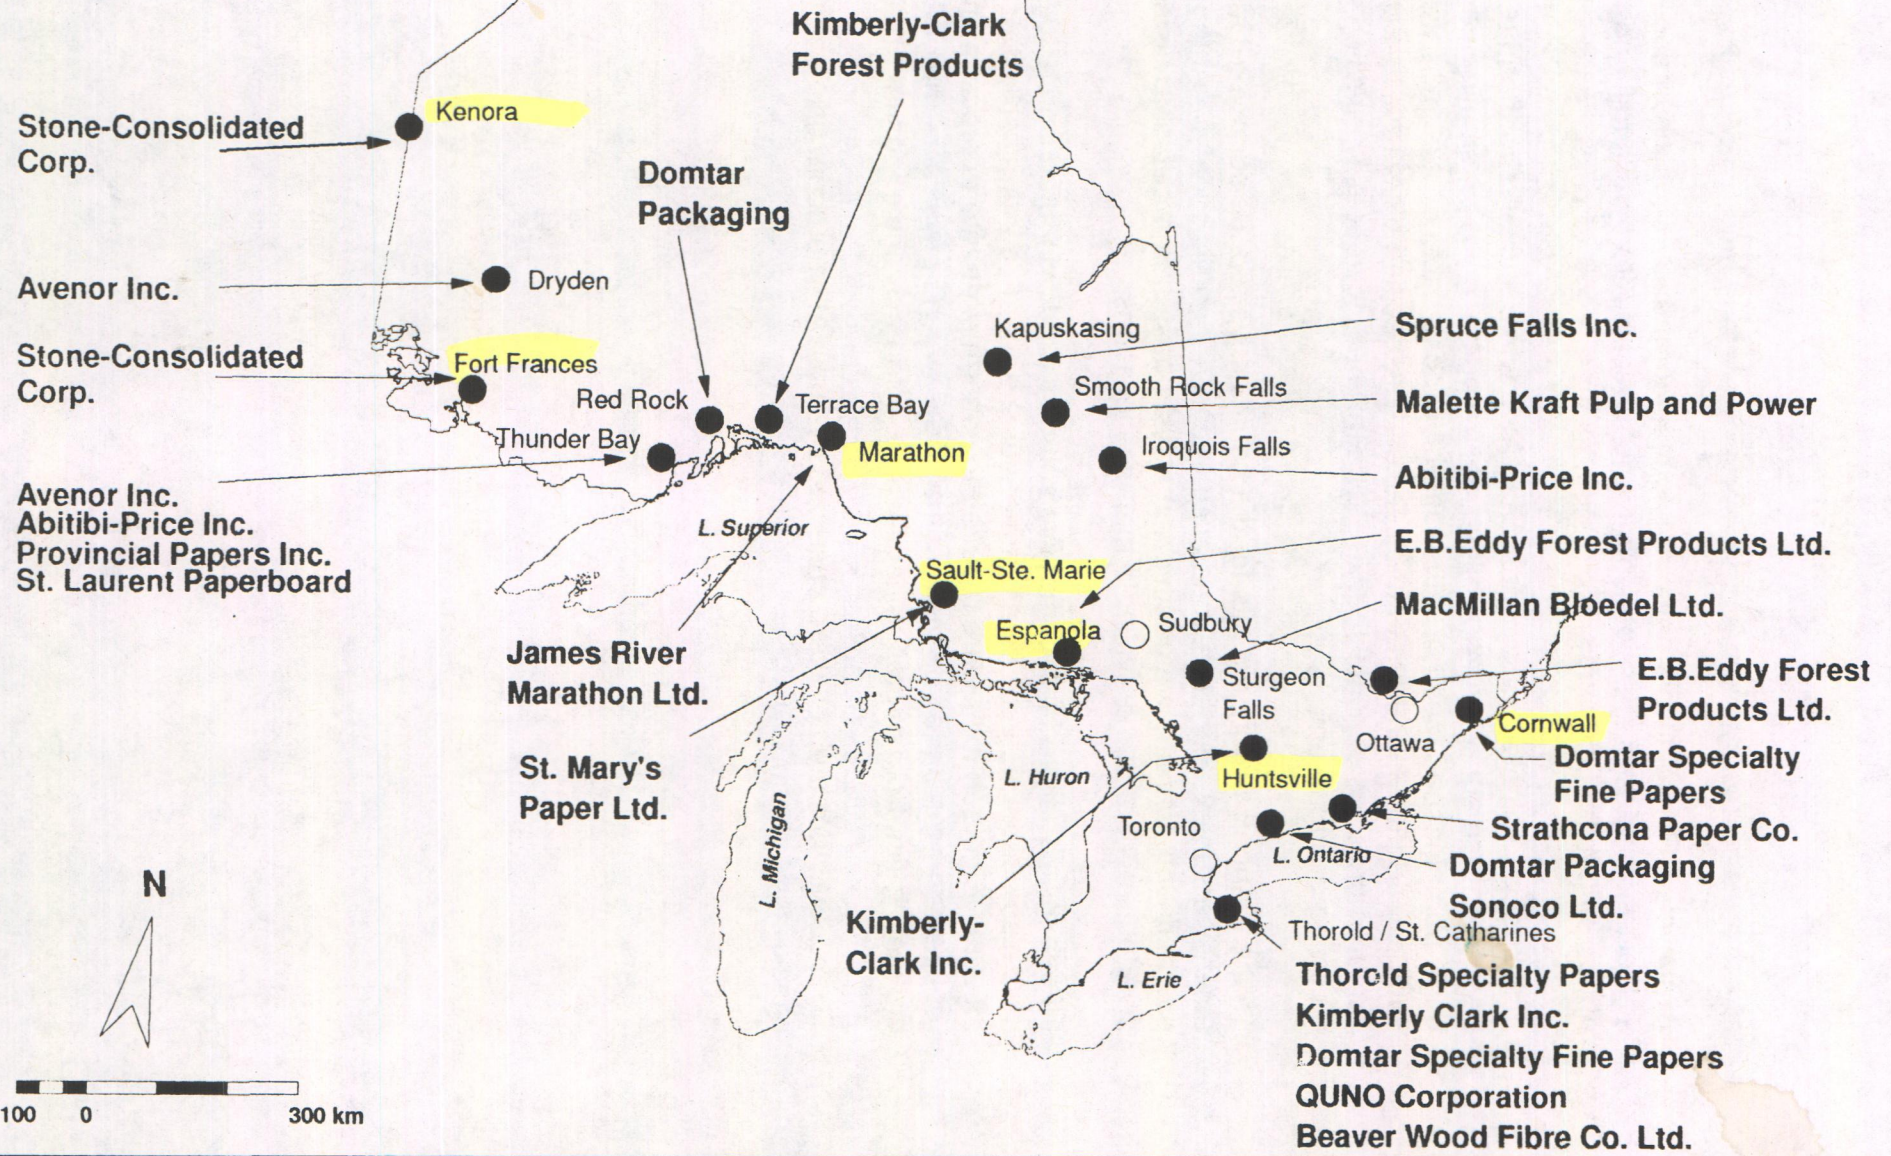 Kimberly-Clark
Forest Products
Kenora
Stone-Consolidated
Corp.
Domtar
Packaging
Avenor Inc.
Dryden
Kapuskasing
Spruce Falls Inc.
Stone-Consolidated
Corp.
Fort Frances
Red Rock
Terrace Bay
Smooth Rock Falls
Malette Kraft Pulp and Power
Thunder Bay
Marathon
Iroquois Falls
Abitibi-Price Inc.
Avenor Inc.
Abitibi-Price Inc.
Provincial Papers Inc.
St. Laurent Paperboard
L. Superior
E.B.Eddy Forest Products Ltd.
Sault-Ste. Marie
MacMillan Bloedel Ltd.
Espanola
Sudbury
James River
Marathon Ltd.
Sturgeon
Falls
E.B.Eddy Forest
Products Ltd.
Cornwall
Ottawa
Domtar Specialty
Fine Papers
St. Mary's
Paper Ltd.
L. Huron
Huntsville
L. Michigan
Toronto
Strathcona Paper Co.
L. Ontario
Domtar Packaging
Sonoco Ltd.
N
Kimberly-
Clark Inc.
Thorold / St. Catharines
L. Erie
Thorold Specialty Papers
Kimberly Clark Inc.
Domtar Specialty Fine Papers
QUNO Corporation
Beaver Wood Fibre Co. Ltd.
100 0 300 km